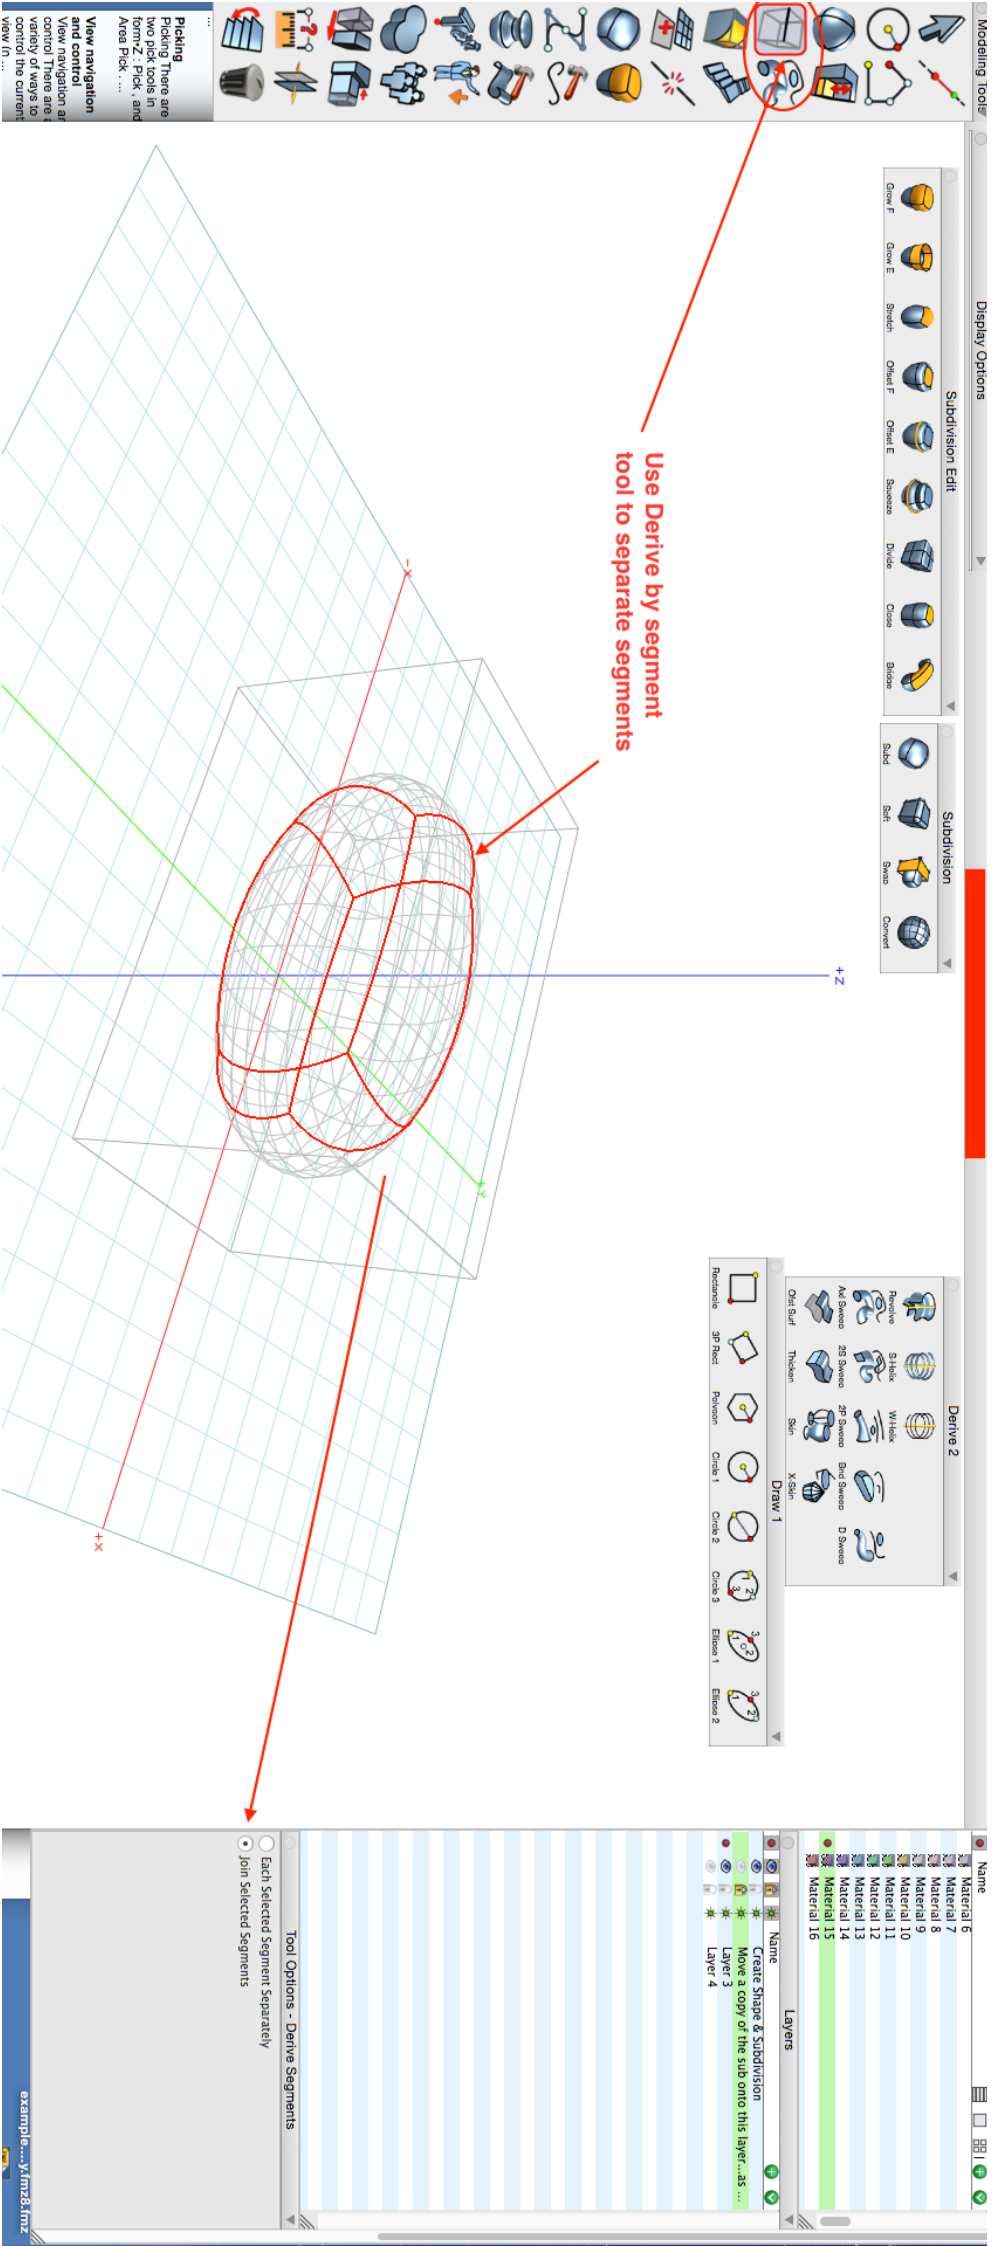 Modeling Tools
Display Options
Subdivision Edit
Grow F
Grow E
Stretch
Offset F
Offset E
Squeeze
Divide
Close
Bridge
Subdivision
Subd
Soft
Swap
Convert
Use Derive by segment
tool to separate segments
-X
+Z
+Y
+X
Derive 2
Revolve
S-Helix
W-Helix
Axl Sweep
2S Sweep
2P Sweep
Bnd Sweep
D Sweep
Ofst Surf
Thicken
Skin
X-Skin
Draw 1
Rectangle
3P Rect
Polygon
Circle 1
Circle 2
Circle 3
Ellipse 1
Ellipse 2
Name
Material 6
Material 7
Material 8
Material 9
Material 10
Material 11
Material 12
Material 13
Material 14
Material 15
Material 16
Layers
Name
Create Shape & Subdivision
Move a copy of the sub onto this layer...as ...
Layer 3
Layer 4
Tool Options - Derive Segments
Each Selected Segment Separately
Join Selected Segments
...
Picking
Picking There are
two pick tools in
form•Z : Pick , and
Area Pick ....
View navigation
and control
View navigation ar
control There are a
variety of ways to
control the current
view (n ...
example....y.fmz8.fmz